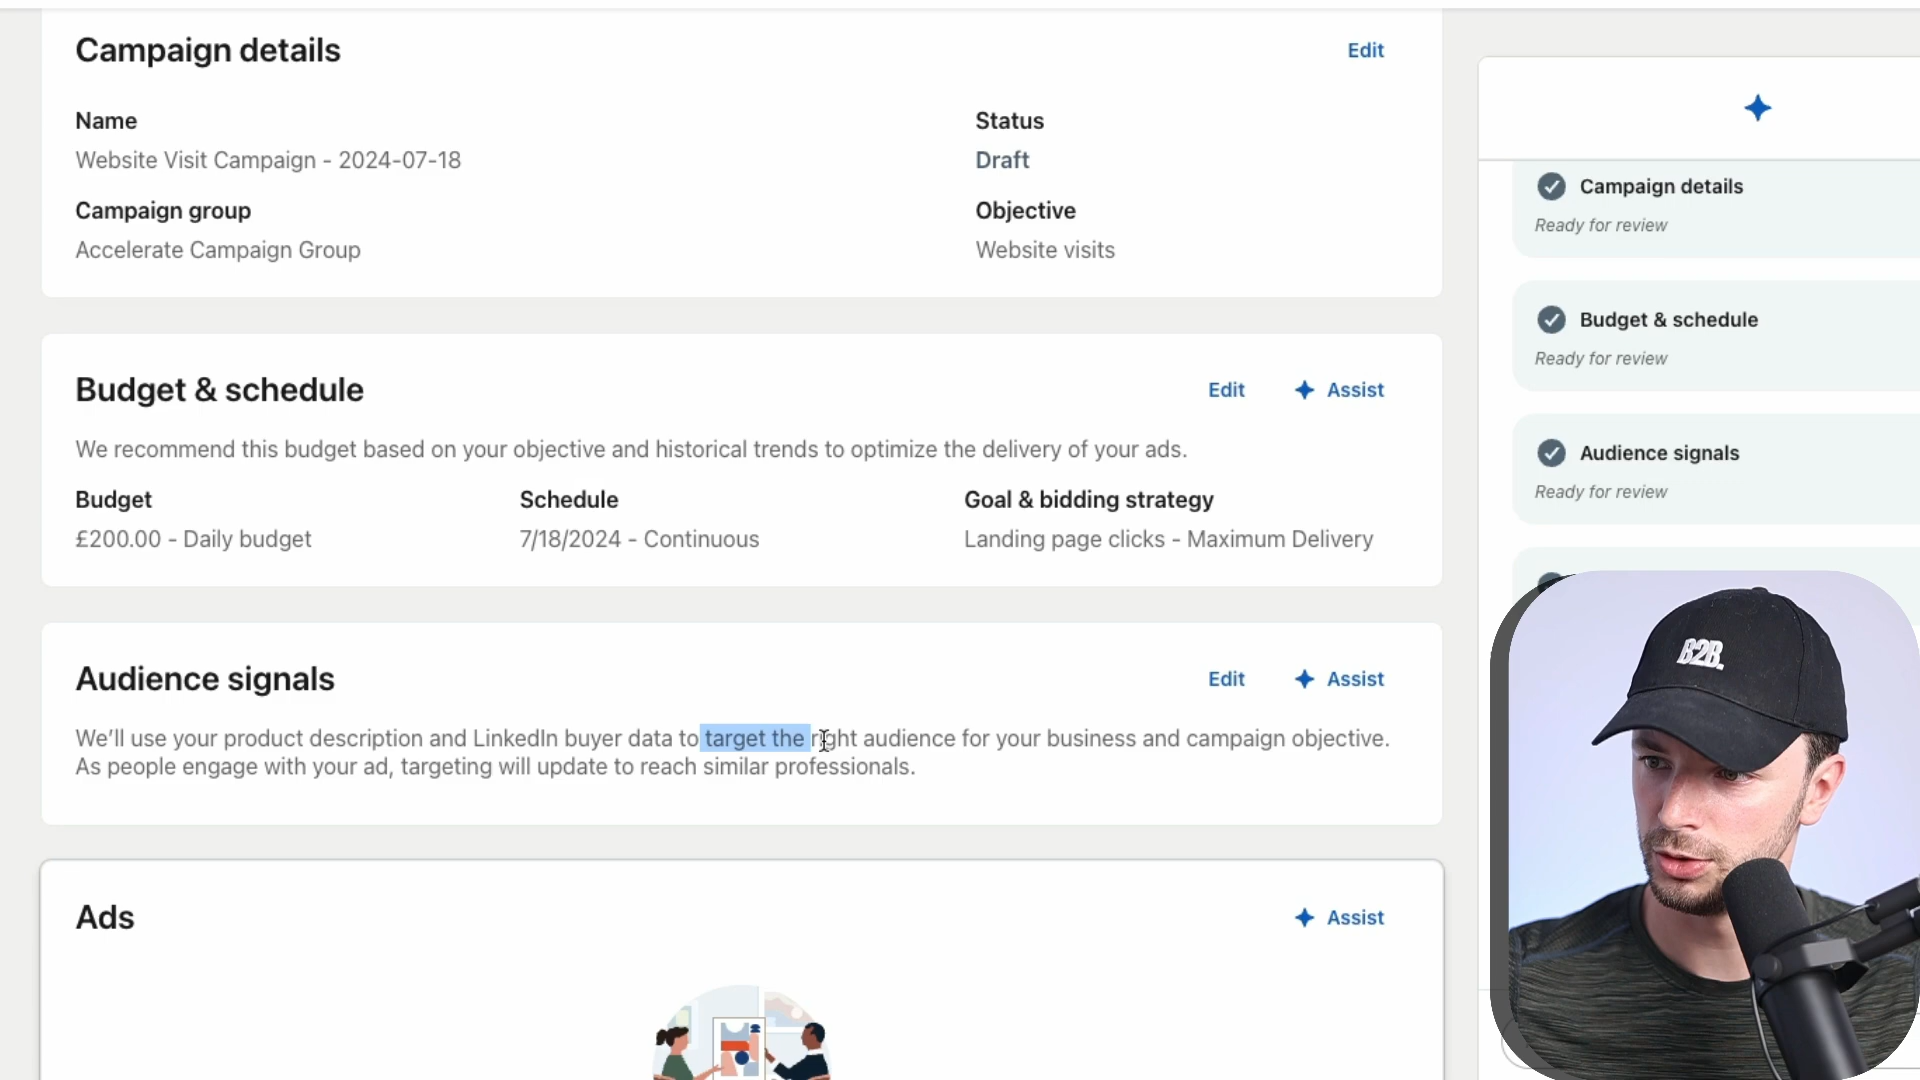 Campaign details
Edit
Name
Status
Website Visit Campaign - 2024-07-18
Draft
Campaign group
Objective
Accelerate Campaign Group
Website visits
Budget & schedule
Edit
Assist
We recommend this budget based on your objective and historical trends to optimize the delivery of your ads.
Budget
Schedule
Goal & bidding strategy
£200.00 - Daily budget
7/18/2024 - Continuous
Landing page clicks - Maximum Delivery
Audience signals
Edit
Assist
We’ll use your product description and LinkedIn buyer data to target the right audience for your business and campaign objective.
As people engage with your ad, targeting will update to reach similar professionals.
Ads
Assist
Campaign details
Ready for review
Budget & schedule
Ready for review
Audience signals
Ready for review
B2B.